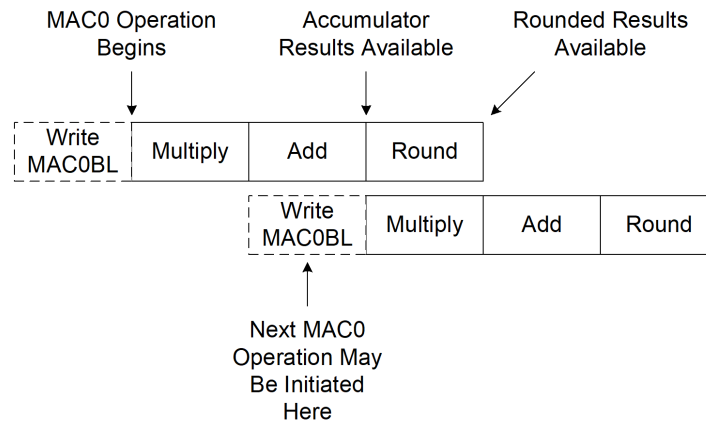 MAC0 Operation
Begins
Accumulator
Results Available
Rounded Results
Available
Write
MAC0BL
Multiply
Add
Round
Write
MAC0BL
Multiply
Add
Round
Next MAC0
Operation May
Be Initiated
Here